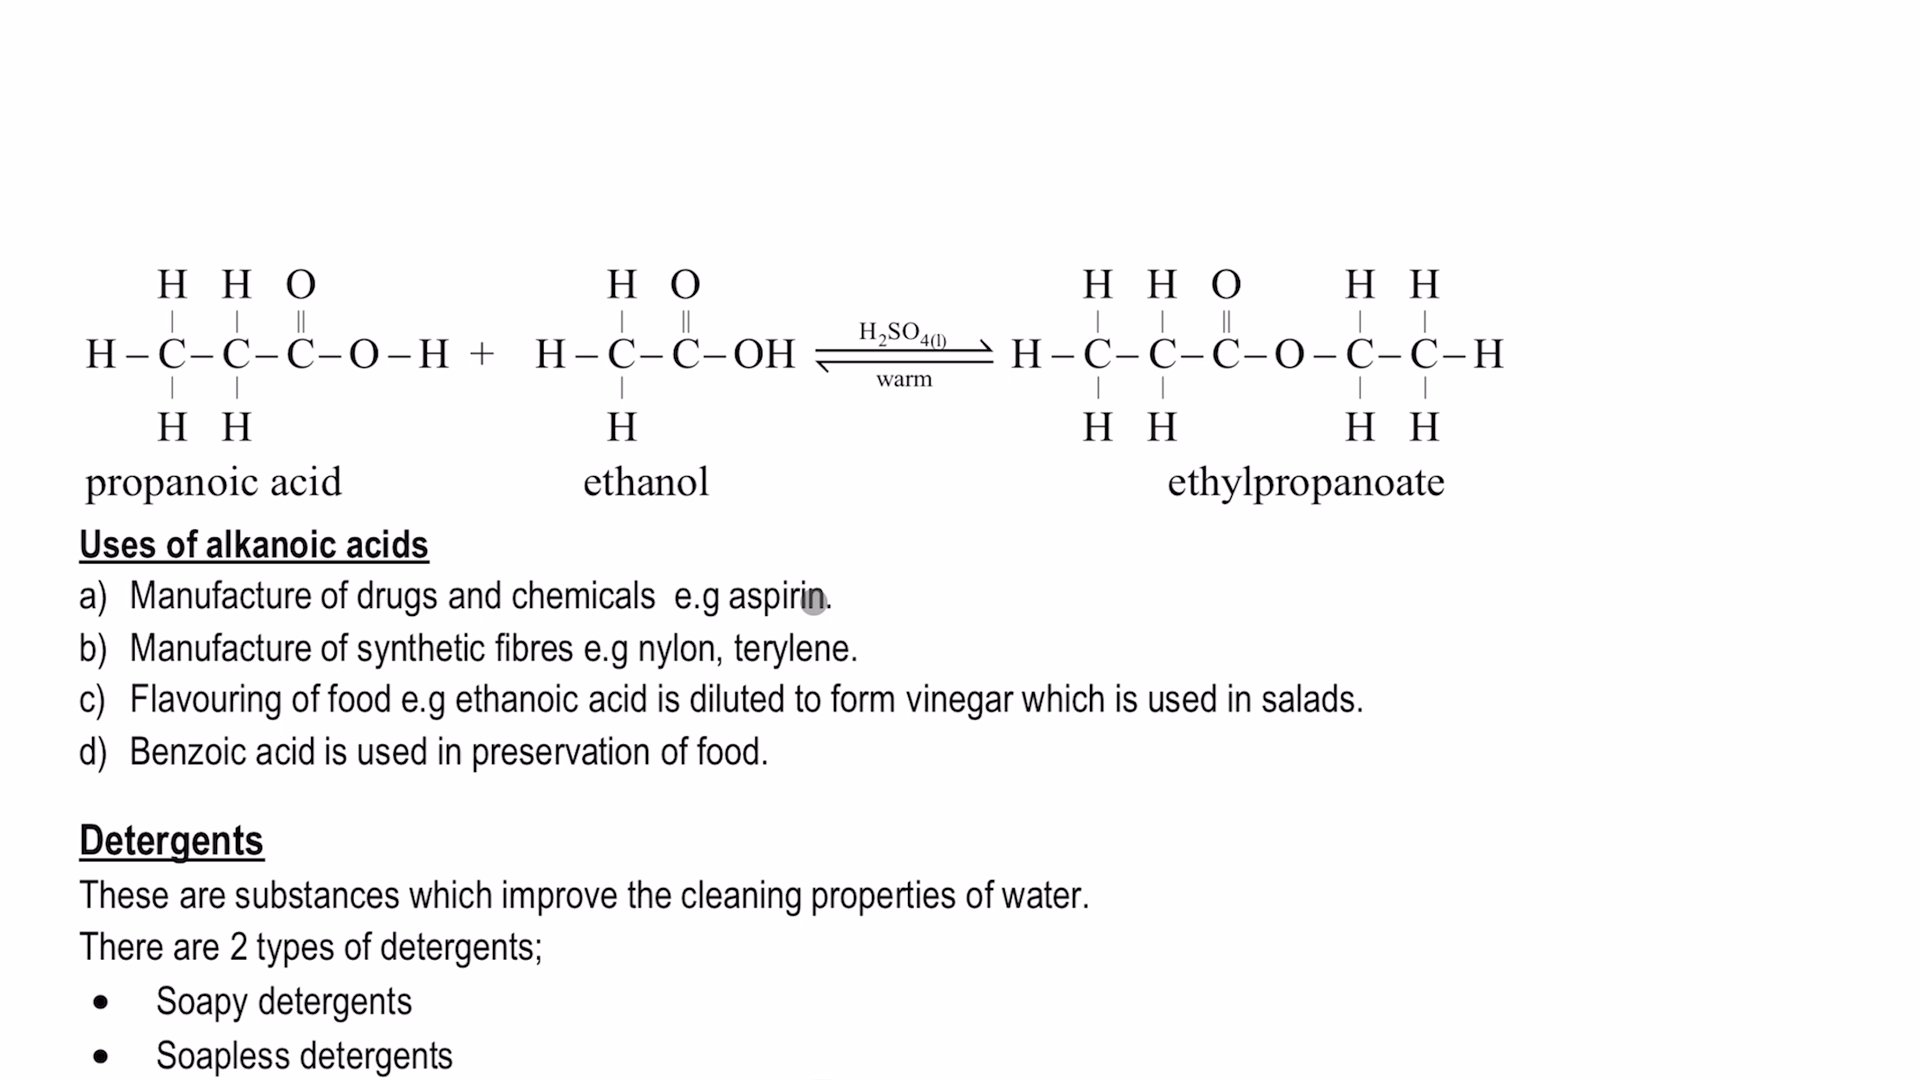 H H O H O H H O H H
| | || | || | | || | |
H – C – C – C – O – H + H – C – C – OH H₂SO₄₍ₗ₎ warm H – C – C – C – O – C – C – H
| | | | | | |
H H H H H H H
propanoic acid ethanol ethylpropanoate
Uses of alkanoic acids
a) Manufacture of drugs and chemicals e.g aspirin.
b) Manufacture of synthetic fibres e.g nylon, terylene.
c) Flavouring of food e.g ethanoic acid is diluted to form vinegar which is used in salads.
d) Benzoic acid is used in preservation of food.
Detergents
These are substances which improve the cleaning properties of water.
There are 2 types of detergents;
• Soapy detergents
• Soapless detergents